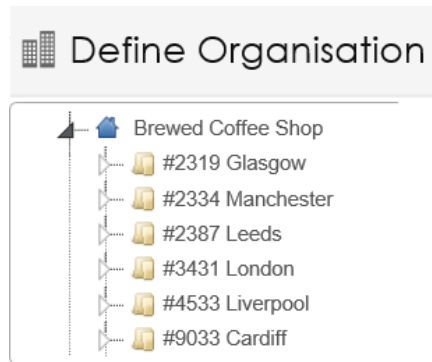 Define Organisation
Brewed Coffee Shop
#2319 Glasgow
#2334 Manchester
#2387 Leeds
#3431 London
#4533 Liverpool
#9033 Cardiff